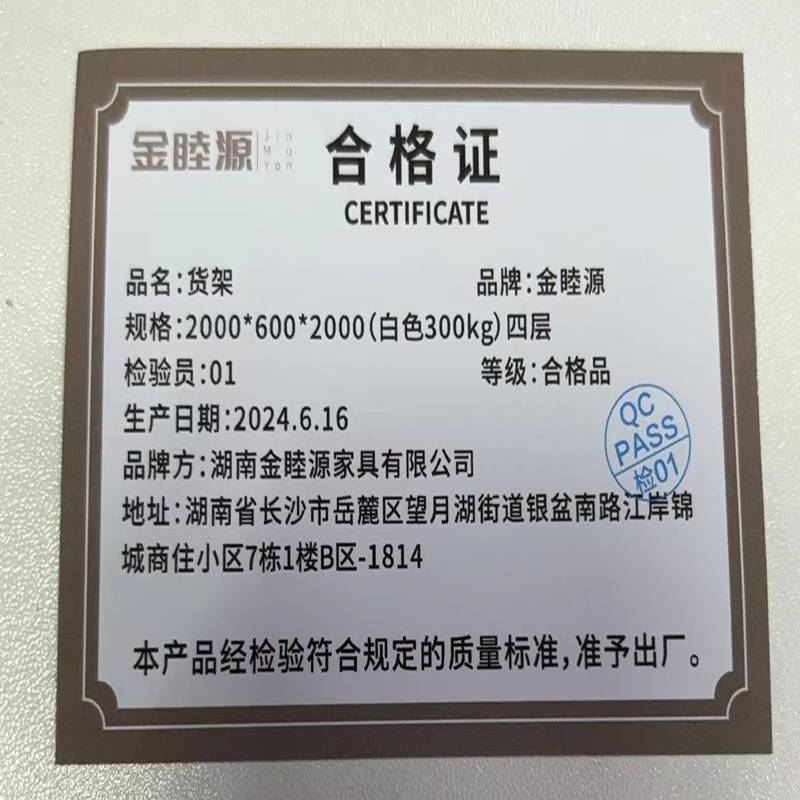 金睦源
Jin
Mu
Yon
合格证
CERTIFICATE
品名:货架
品牌:金睦源
规格:2000*600*2000(白色300kg)四层
检验员:01
等级:合格品
生产日期:2024.6.16
QC
PASS
检01
品牌方:湖南金睦源家具有限公司
地址:湖南省长沙市岳麓区望月湖街道银盆南路江岸锦
城商住小区7栋1楼B区-1814
本产品经检验符合规定的质量标准,准予出厂。